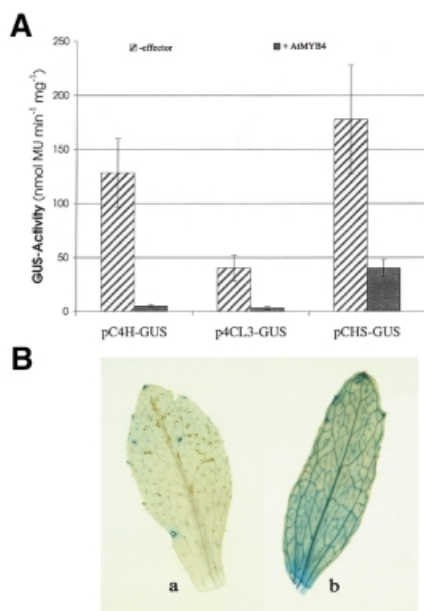 A
-effector
+ AtMYB4
GUS-Activity (nmol MU min⁻¹ mg⁻¹)
250
200
150
100
50
0
pC4H-GUS
p4CL3-GUS
pCHS-GUS
B
a
b